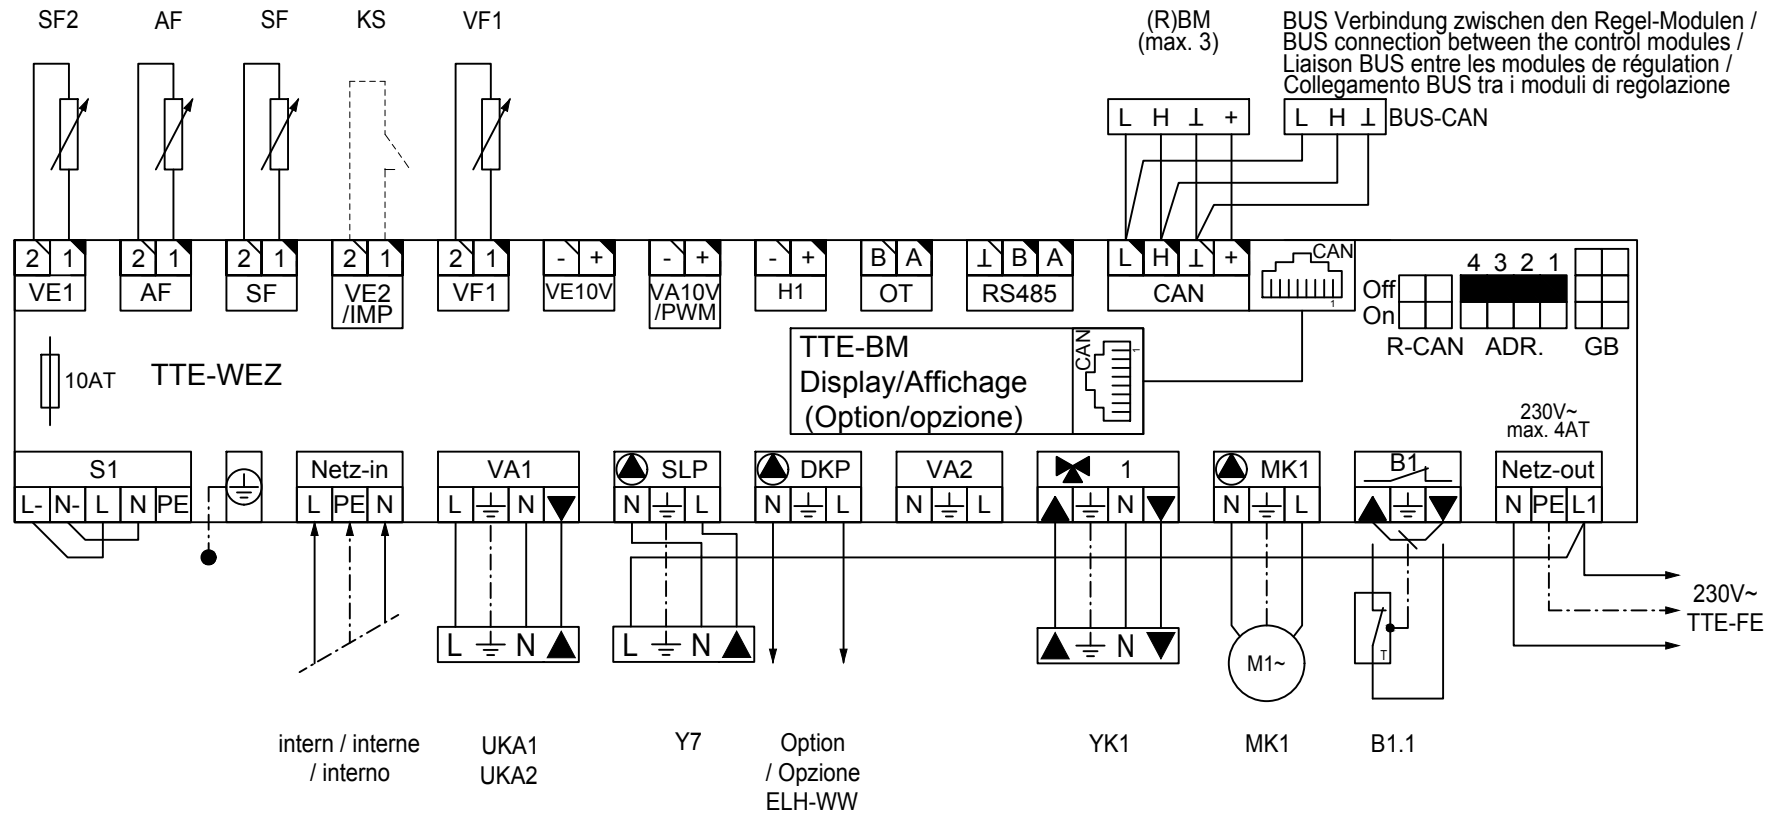 SF2 AF SF KS VF1 (R)BM
(max. 3)
BUS Verbindung zwischen den Regel-Modulen /
BUS connection between the control modules /
Liaison BUS entre les modules de régulation /
Collegamento BUS tra i moduli di regolazione
L H ⊥ +
L H ⊥ BUS-CAN
2 1 2 1 2 1 2 1 2 1 - + - + - + B A ⊥ B A L H ⊥ + CAN
VE1 AF SF VE2 VF1 VE10V VA10V H1 OT RS485 CAN
/IMP /PWM
1
4 3 2 1
Off
On
R-CAN ADR. GB
10AT TTE-WEZ
TTE-BM
Display/Affichage
(Option/opzione)
CAN
1
230V~
max. 4AT
S1 Netz-in VA1 SLP DKP VA2 1 MK1 B1 Netz-out
L- N- L N PE L PE N L N ▼ N L N L N L ▲ N ▼ N L ▲ ▼ N PE L1
L N ▲
L N ▲
▲ N ▼
M1~
T
230V~
TTE-FE
intern / interne
/ interno
UKA1
UKA2
Y7
Option
/ Opzione
ELH-WW
YK1
MK1
B1.1